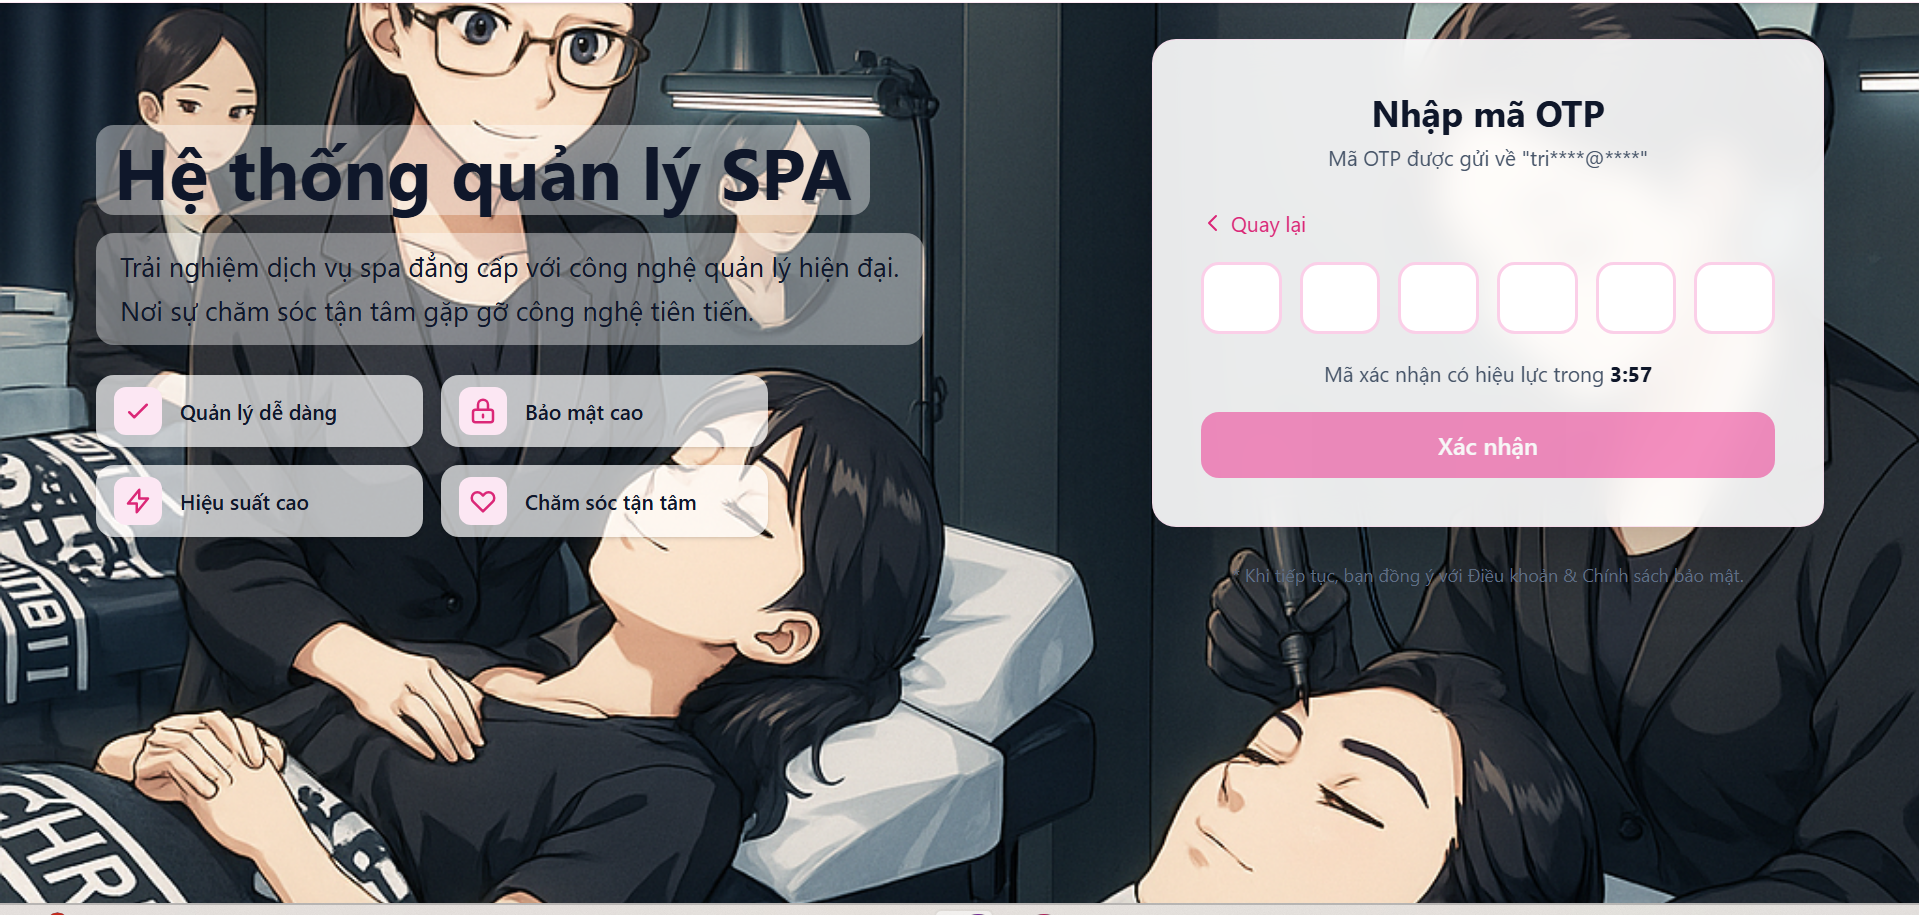 Hệ thống quản lý SPA
Trải nghiệm dịch vụ spa đẳng cấp với công nghệ quản lý hiện đại.
Nơi sự chăm sóc tận tâm gặp gỡ công nghệ tiên tiến.
Quản lý dễ dàng
Bảo mật cao
Hiệu suất cao
Chăm sóc tận tâm
Nhập mã OTP
Mã OTP được gửi về "tri****@****"
Quay lại
Mã xác nhận có hiệu lực trong 3:57
Xác nhận
Khi tiếp tục, bạn đồng ý với Điều khoản & Chính sách bảo mật.